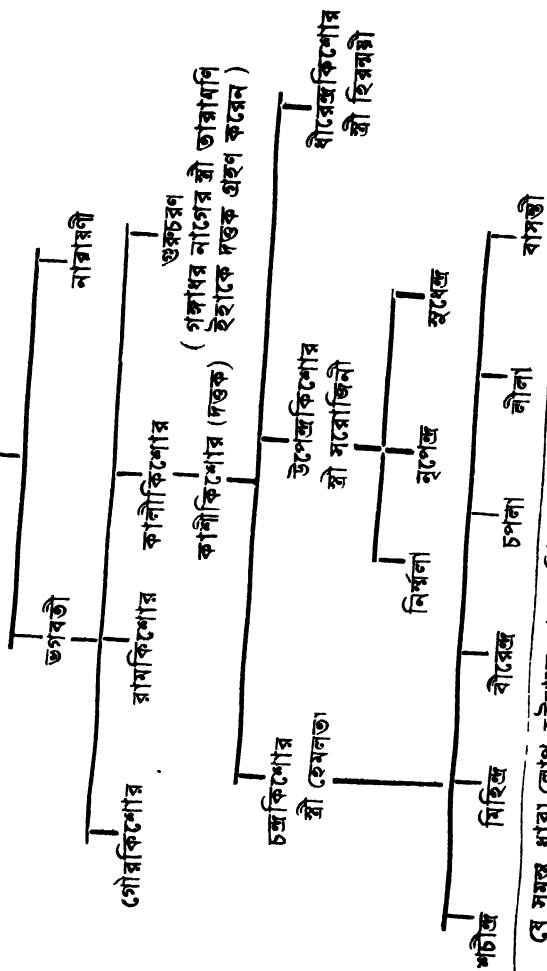 ভগবতী
নারায়ণী
গৌরকিশোর
রামকিশোর
কালীকিশোর
গুরুচরণ
( গঙ্গাধর নাগের স্ত্রী তারামণি
ইহাকে দত্তক গ্রহণ করেন )
কাশীকিশোর (দত্তক)
চন্দ্রকিশোর
স্ত্রী হেমলতা
উপেন্দ্রকিশোর
স্ত্রী সরোজিনী
ধীরেন্দ্রকিশোর
স্ত্রী হিরন্ময়ী
নির্ম্মলা
নৃপেন্দ্র
সুধেন্দ্র
শচীন্দ্র
মিহিন্দ্র
বীরেন্দ্র
চপলা
লীলা
বাসন্তী
যে সমস্ত ধারা লোপ